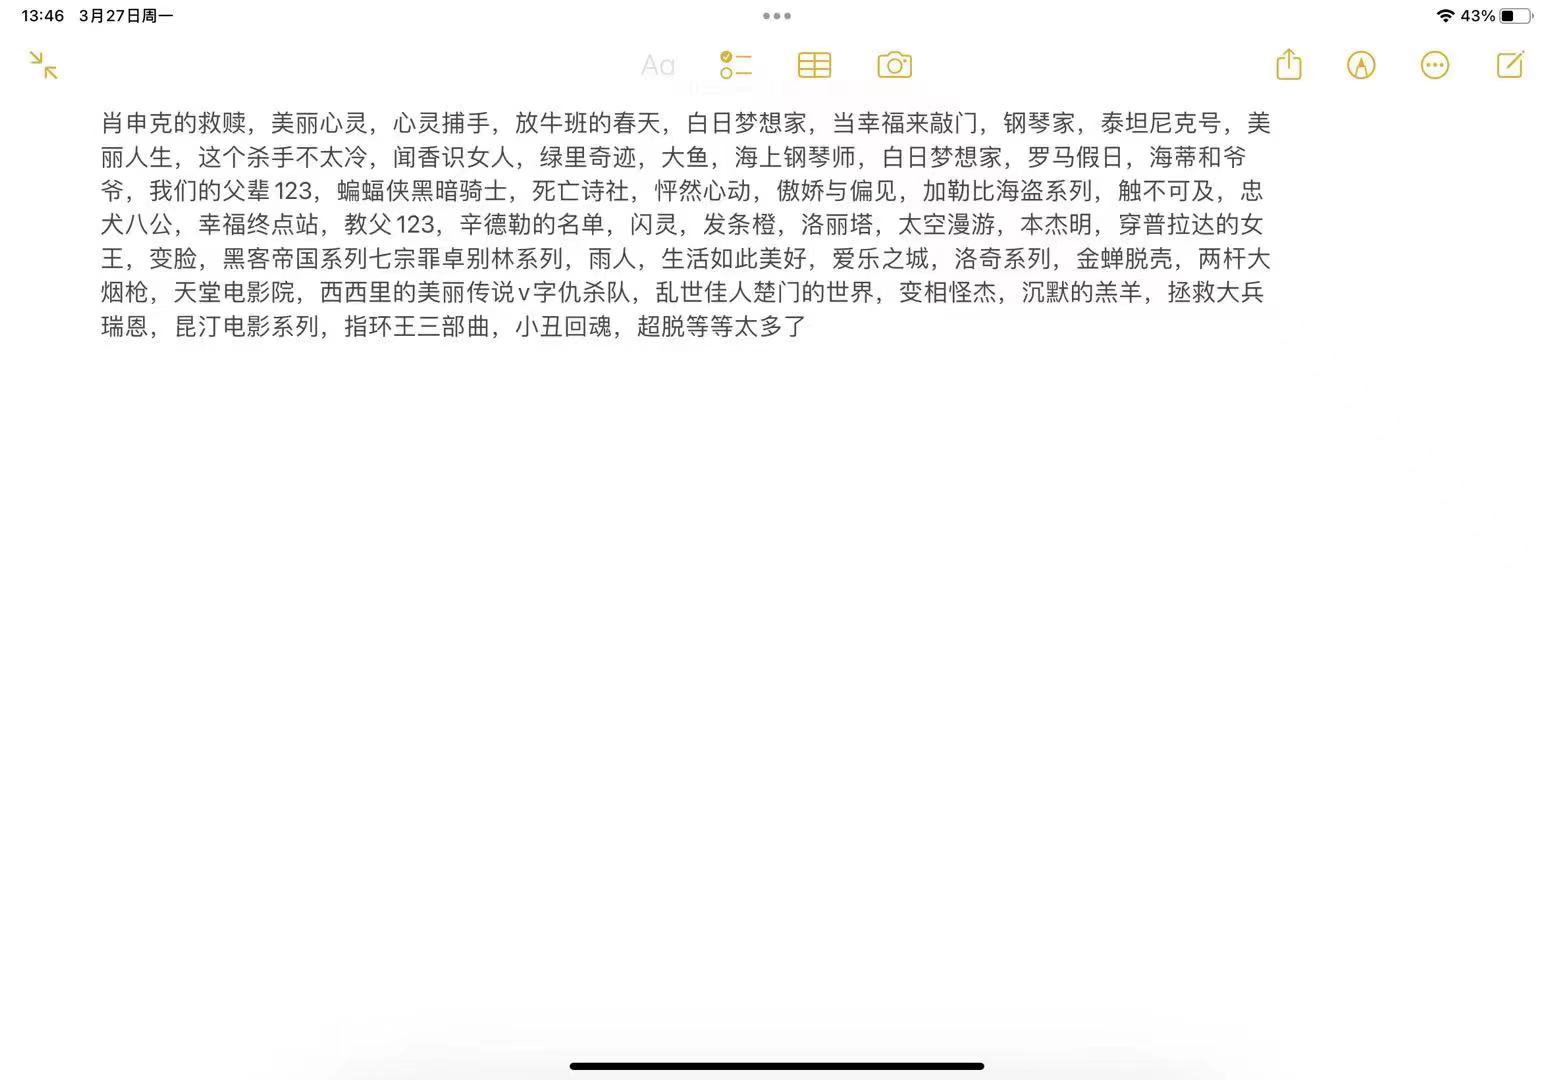 13:46 3月27日周一
43%
Aa
肖申克的救赎，美丽心灵，心灵捕手，放牛班的春天，白日梦想家，当幸福来敲门，钢琴家，泰坦尼克号，美
丽人生，这个杀手不太冷，闻香识女人，绿里奇迹，大鱼，海上钢琴师，白日梦想家，罗马假日，海蒂和爷
爷，我们的父辈123，蝙蝠侠黑暗骑士，死亡诗社，怦然心动，傲娇与偏见，加勒比海盗系列，触不可及，忠
犬八公，幸福终点站，教父123，辛德勒的名单，闪灵，发条橙，洛丽塔，太空漫游，本杰明，穿普拉达的女
王，变脸，黑客帝国系列七宗罪卓别林系列，雨人，生活如此美好，爱乐之城，洛奇系列，金蝉脱壳，两杆大
烟枪，天堂电影院，西西里的美丽传说v字仇杀队，乱世佳人楚门的世界，变相怪杰，沉默的羔羊，拯救大兵
瑞恩，昆汀电影系列，指环王三部曲，小丑回魂，超脱等等太多了